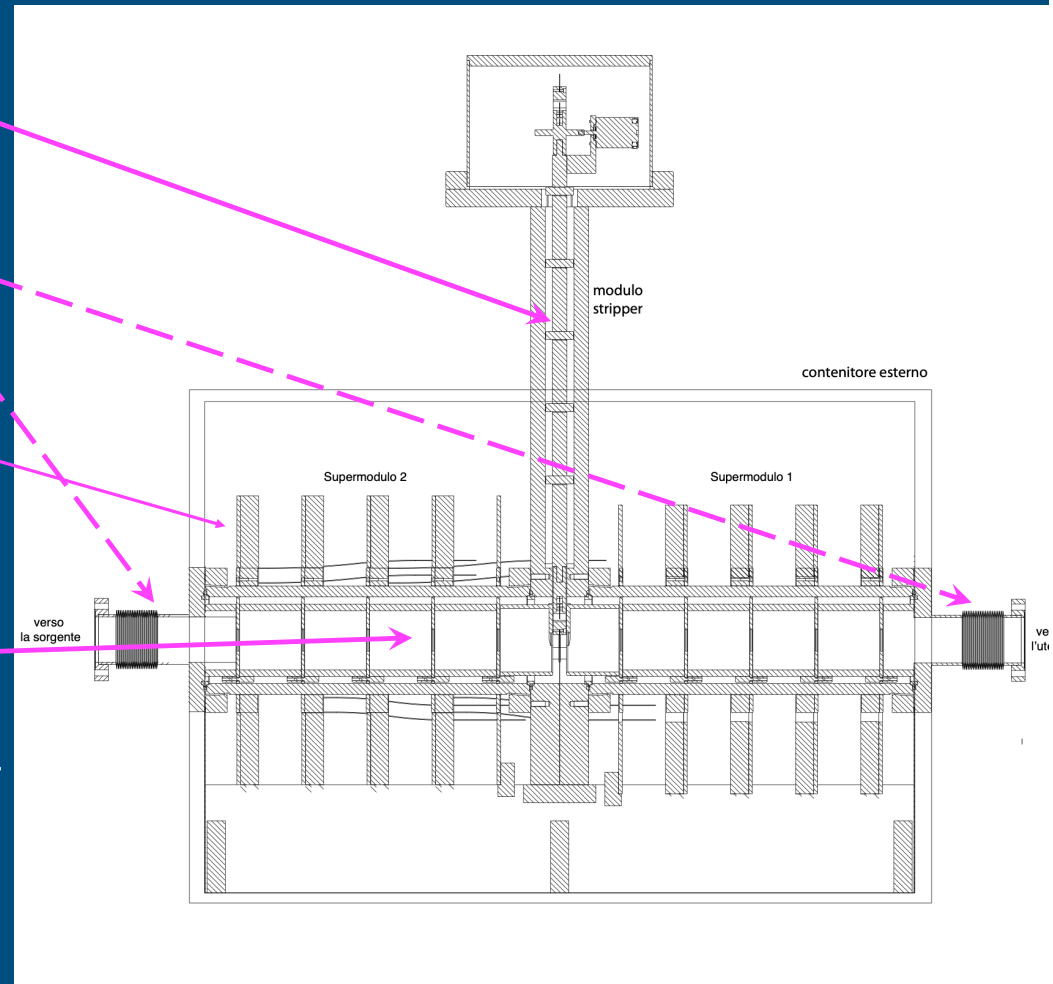 modulo
stripper
contenitore esterno
Supermodulo 2
Supermodulo 1
verso
la sorgente